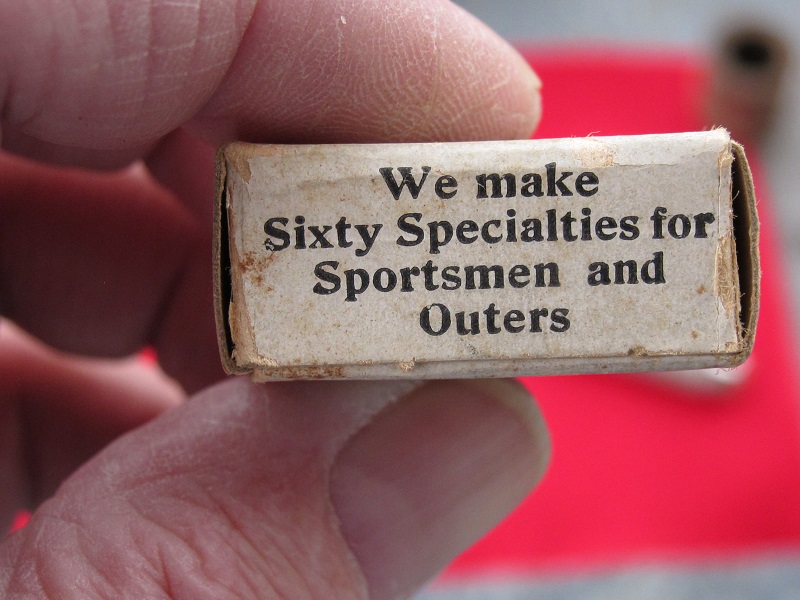 We make
Sixty Specialties for
Sportsmen and
Outers